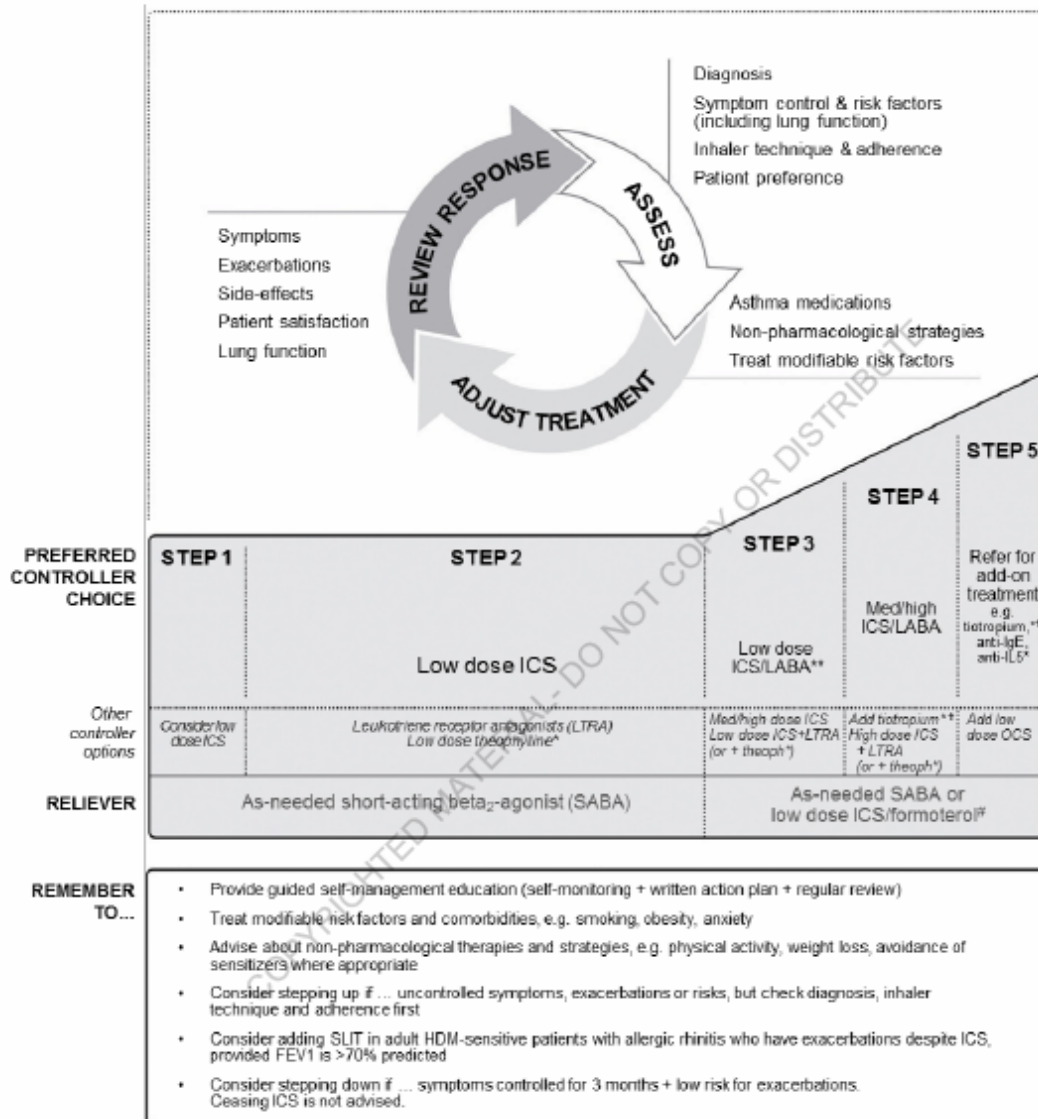 Diagnosis
Symptom control & risk factors
(including lung function)
Inhaler technique & adherence
Patient preference
REVIEW RESPONSE
ASSESS
ADJUST TREATMENT
Symptoms
Exacerbations
Side-effects
Patient satisfaction
Lung function
Asthma medications
Non-pharmacological strategies
Treat modifiable risk factors
COPYRIGHTED MATERIAL- DO NOT COPY OR DISTRIBUTE
PREFERRED
CONTROLLER
CHOICE
STEP 1
STEP 2
Low dose ICS
STEP 3
Low dose
ICS/LABA**
STEP 4
Med/high
ICS/LABA
STEP 5
Refer for
add-on
treatment
e.g.
tiotropium,*†
anti-IgE,
anti-IL5*
Other
controller
options
Consider low
dose ICS
Leukotriene receptor antagonists (LTRA)
Low dose theophylline*
Med/high dose ICS
Low dose ICS+LTRA
(or + theoph*)
Add tiotropium*†
High dose ICS
+ LTRA
(or + theoph*)
Add low
dose OCS
RELIEVER
As-needed short-acting beta₂-agonist (SABA)
As-needed SABA or
low dose ICS/formoterol#
REMEMBER
TO...
• Provide guided self-management education (self-monitoring + written action plan + regular review)
• Treat modifiable risk factors and comorbidities, e.g. smoking, obesity, anxiety
• Advise about non-pharmacological therapies and strategies, e.g. physical activity, weight loss, avoidance of
sensitizers where appropriate
• Consider stepping up if ... uncontrolled symptoms, exacerbations or risks, but check diagnosis, inhaler
technique and adherence first
• Consider adding SLIT in adult HDM-sensitive patients with allergic rhinitis who have exacerbations despite ICS,
provided FEV1 is >70% predicted
• Consider stepping down if ... symptoms controlled for 3 months + low risk for exacerbations.
Ceasing ICS is not advised.